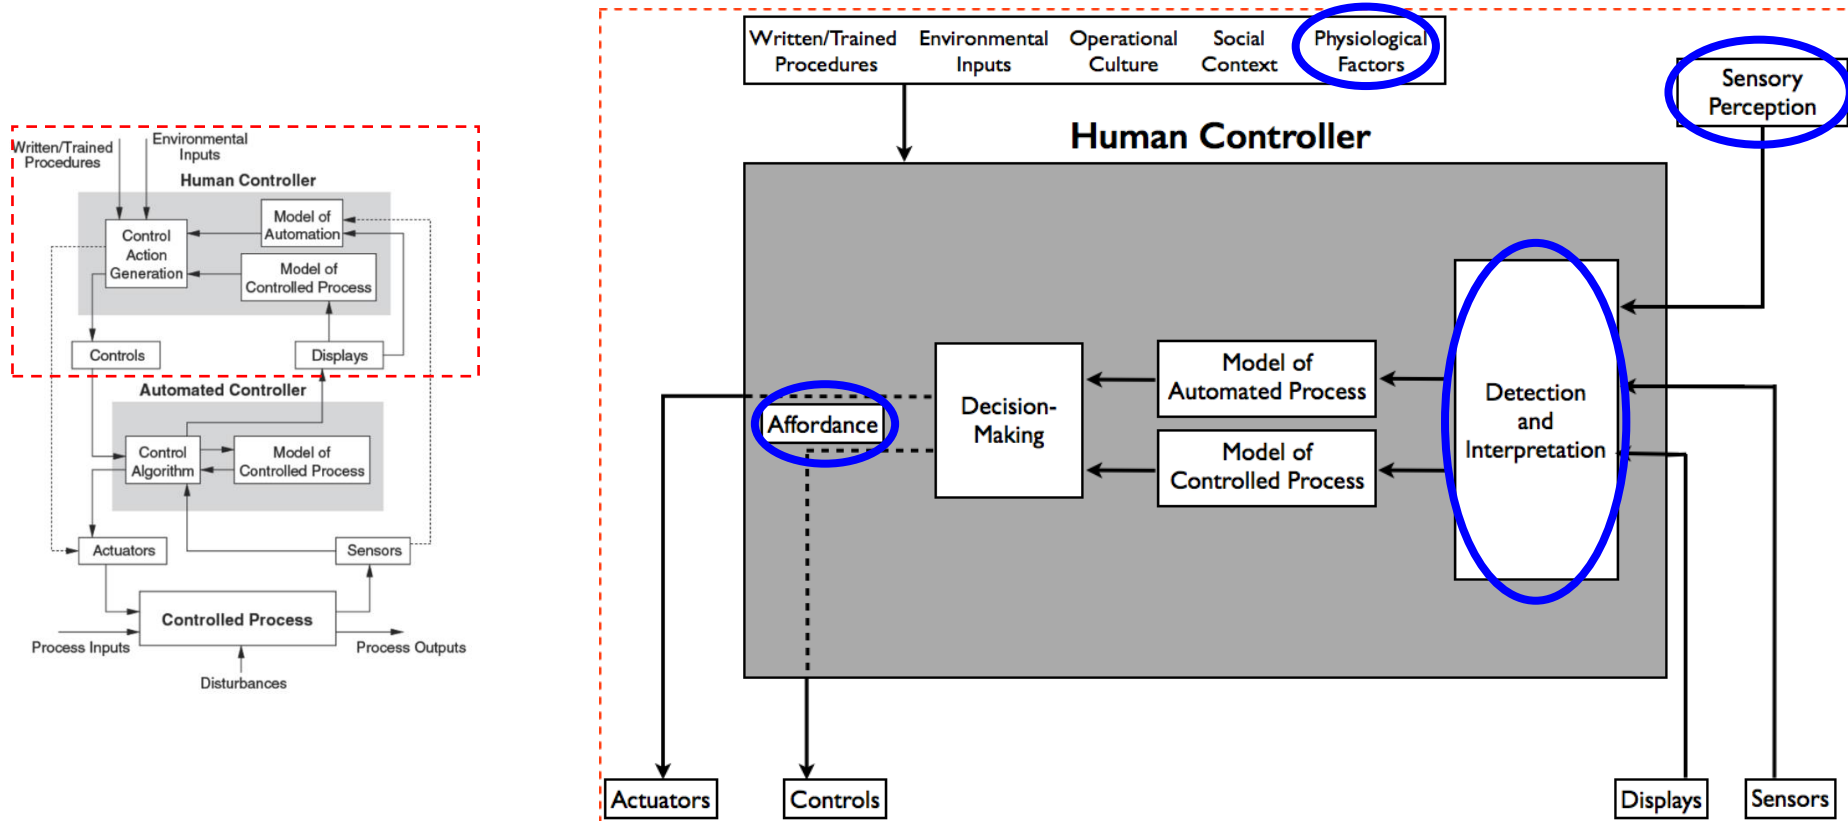 Written/Trained
Procedures
Environmental
Inputs
Human Controller
Control
Action
Generation
Model of
Automation
Model of
Controlled Process
Controls
Displays
Automated Controller
Control
Algorithm
Model of
Controlled Process
Actuators
Sensors
Controlled Process
Process Inputs
Process Outputs
Disturbances
Written/Trained
Procedures
Environmental
Inputs
Operational
Culture
Social
Context
Physiological
Factors
Sensory
Perception
Human Controller
Affordance
Decision-
Making
Model of
Automated Process
Model of
Controlled Process
Detection
and
Interpretation
Actuators
Controls
Displays
Sensors